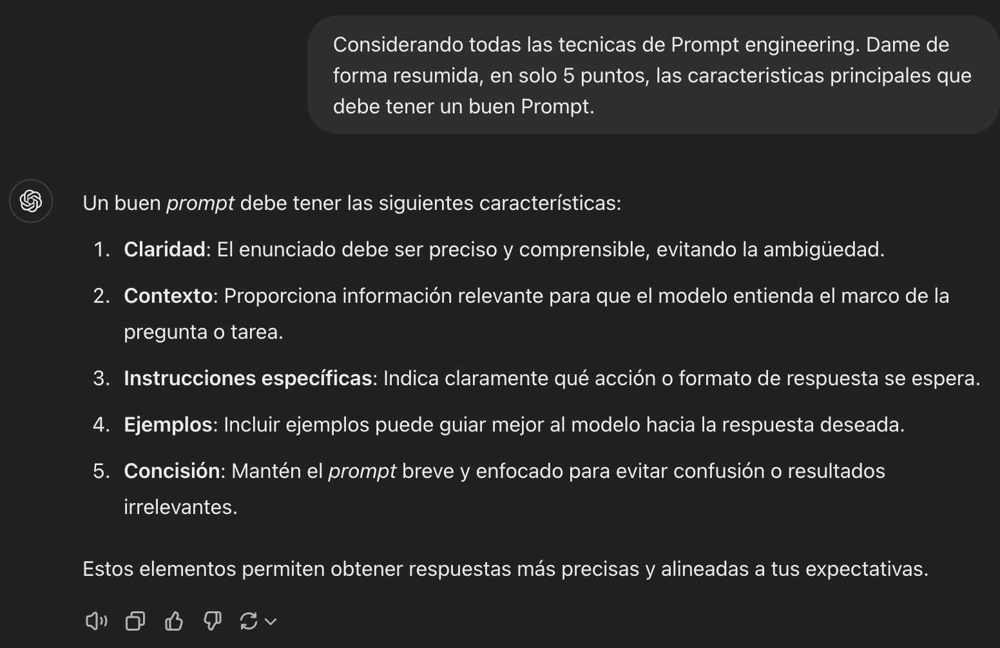 Considerando todas las tecnicas de Prompt engineering. Dame de
forma resumida, en solo 5 puntos, las caracteristicas principales que
debe tener un buen Prompt.
Un buen prompt debe tener las siguientes características:
1. Claridad: El enunciado debe ser preciso y comprensible, evitando la ambigüedad.
2. Contexto: Proporciona información relevante para que el modelo entienda el marco de la
pregunta o tarea.
3. Instrucciones específicas: Indica claramente qué acción o formato de respuesta se espera.
4. Ejemplos: Incluir ejemplos puede guiar mejor al modelo hacia la respuesta deseada.
5. Concisión: Mantén el prompt breve y enfocado para evitar confusión o resultados
irrelevantes.
Estos elementos permiten obtener respuestas más precisas y alineadas a tus expectativas.